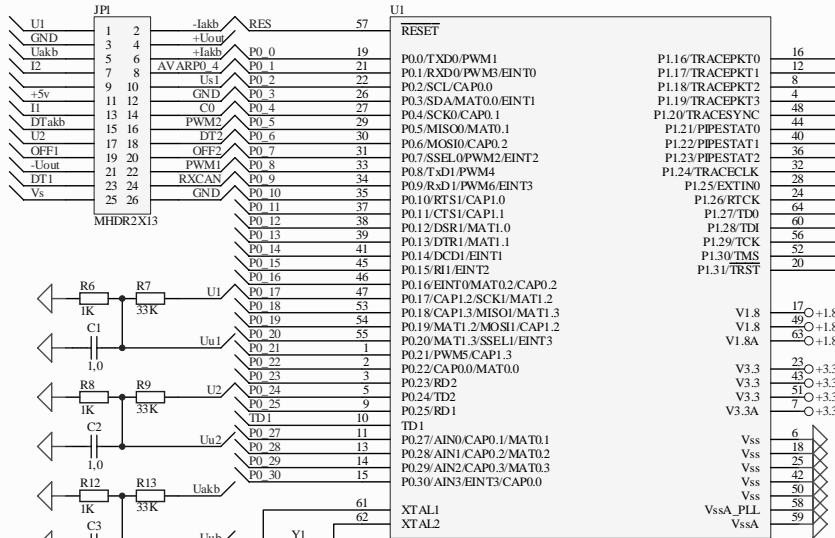 JP1
U1 1 2 -Iakb
GND 3 4 +Uout
Uakb 5 6 +Iakb
I2 7 8 AVARP0_4
9 10 Us1
+5v 11 12 GND
I1 13 14 C0
DTakb 15 16 PWM2
U2 17 18 DT2
OFF1 19 20 OFF2
-Uout 21 22 PWM1
DT1 23 24 RXCAN
Vs 25 26 GND
MHDR2X13
U1
RES 57 RESET
P0_0 19 P0.0/TXD0/PWM1
P0_1 21 P0.1/RXD0/PWM3/EINT0
P0_2 22 P0.2/SCL/CAP0.0
P0_3 26 P0.3/SDA/MAT0.0/EINT1
P0_4 27 P0.4/SCK0/CAP0.1
P0_5 29 P0.5/MISO0/MAT0.1
P0_6 30 P0.6/MOSI0/CAP0.2
P0_7 31 P0.7/SSEL0/PWM2/EINT2
P0_8 33 P0.8/TxD1/PWM4
P0_9 34 P0.9/RxD1/PWM6/EINT3
P0_10 35 P0.10/RTS1/CAP1.0
P0_11 37 P0.11/CTS1/CAP1.1
P0_12 38 P0.12/DSR1/MAT1.0
P0_13 39 P0.13/DTR1/MAT1.1
P0_14 41 P0.14/DCD1/EINT1
P0_15 45 P0.15/RI1/EINT2
P0_16 46 P0.16/EINT0/MAT0.2/CAP0.2
P0_17 47 P0.17/CAP1.2/SCK1/MAT1.2
P0_18 53 P0.18/CAP1.3/MISO1/MAT1.3
P0_19 54 P0.19/MAT1.2/MOSI1/CAP1.2
P0_20 55 P0.20/MAT1.3/SSEL1/EINT3
P0_21 1 P0.21/PWM5/CAP1.3
P0_22 2 P0.22/CAP0.0/MAT0.0
P0_23 3 P0.23/RD2
P0_24 5 P0.24/TD2
P0_25 9 P0.25/RD1
TD1 10 TD1
P0_27 11 P0.27/AIN0/CAP0.1/MAT0.1
P0_28 13 P0.28/AIN1/CAP0.2/MAT0.2
P0_29 14 P0.29/AIN2/CAP0.3/MAT0.3
P0_30 15 P0.30/AIN3/EINT3/CAP0.0
61 XTAL1
62 XTAL2
Y1
P1.16/TRACEPKT0 16
P1.17/TRACEPKT1 12
P1.18/TRACEPKT2 8
P1.19/TRACEPKT3 4
P1.20/TRACESYNC 48
P1.21/PIPESTAT0 44
P1.22/PIPESTAT1 40
P1.23/PIPESTAT2 36
P1.24/TRACECLK 32
P1.25/EXTIN0 28
P1.26/RTCK 24
P1.27/TD0 64
P1.28/TDI 60
P1.29/TCK 56
P1.30/TMS 52
P1.31/TRST 20
V1.8 17 +1.8
V1.8 49 +1.8
V1.8A 63 +1.8
V3.3 23 +3.3
V3.3 43 +3.3
V3.3 51 +3.3
V3.3A 7 +3.3
Vss 6
Vss 18
Vss 25
Vss 42
Vss 50
VssA_PLL 58
VssA 59
R6 R7 U1
1K 33K
C1 Uu1
1,0
R8 R9 U2
1K 33K
C2 Uu2
1,0
R12 R13 Uakb
1K 33K
C3 Uub